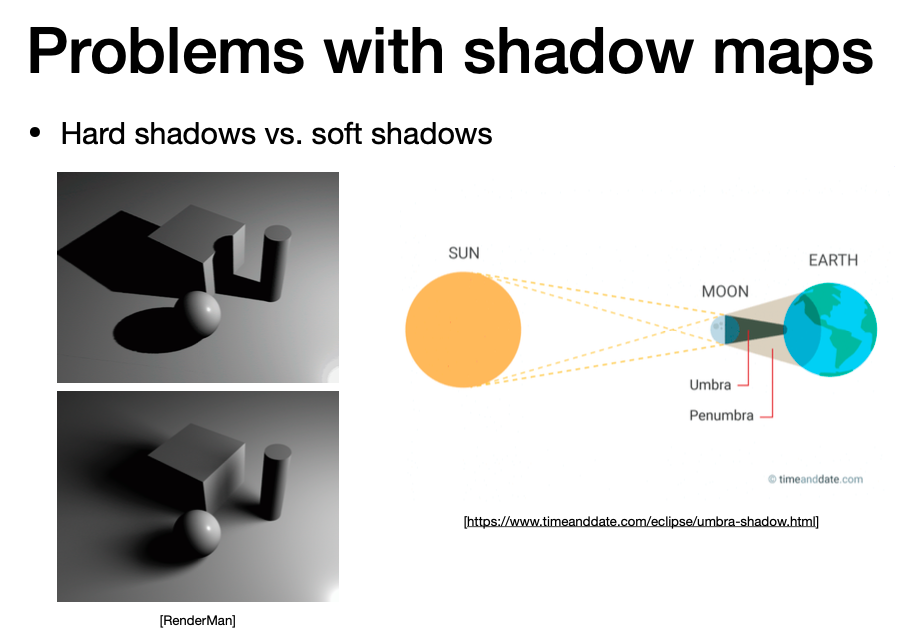 Problems with shadow maps
• Hard shadows vs. soft shadows
SUN
EARTH
MOON
Umbra
Penumbra
© timeanddate.com
[https://www.timeanddate.com/eclipse/umbra-shadow.html]
[RenderMan]